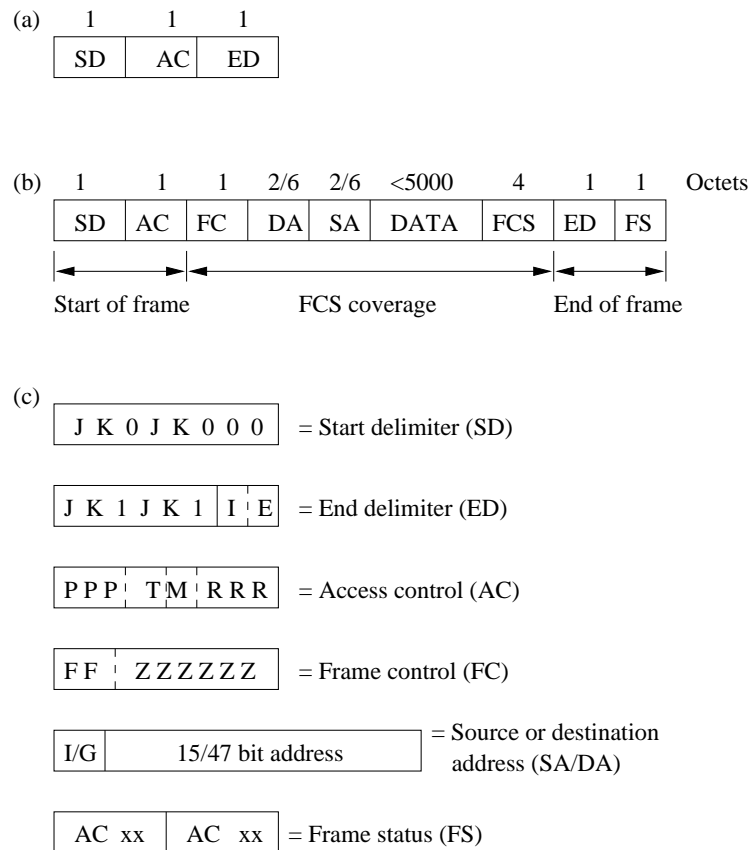 (a) 1 1 1
SD AC ED
(b) 1 1 1 2/6 2/6 <5000 4 1 1 Octets
SD AC FC DA SA DATA FCS ED FS
Start of frame FCS coverage End of frame
(c)
J K 0 J K 0 0 0 = Start delimiter (SD)
J K 1 J K 1 I E = End delimiter (ED)
P P P T M R R R = Access control (AC)
F F Z Z Z Z Z Z = Frame control (FC)
I/G 15/47 bit address = Source or destination
address (SA/DA)
AC xx AC xx = Frame status (FS)